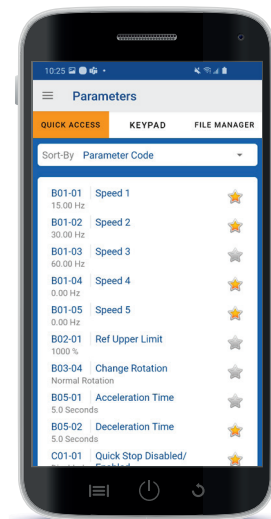 10:25
Parameters
QUICK ACCESS KEYPAD FILE MANAGER
Sort-By Parameter Code
B01-01 Speed 1
15.00 Hz
B01-02 Speed 2
30.00 Hz
B01-03 Speed 3
60.00 Hz
B01-04 Speed 4
0.00 Hz
B01-05 Speed 5
0.00 Hz
B02-01 Ref Upper Limit
1000 %
B03-04 Change Rotation
Normal Rotation
B05-01 Acceleration Time
5.0 Seconds
B05-02 Deceleration Time
5.0 Seconds
C01-01 Quick Stop Disabled/